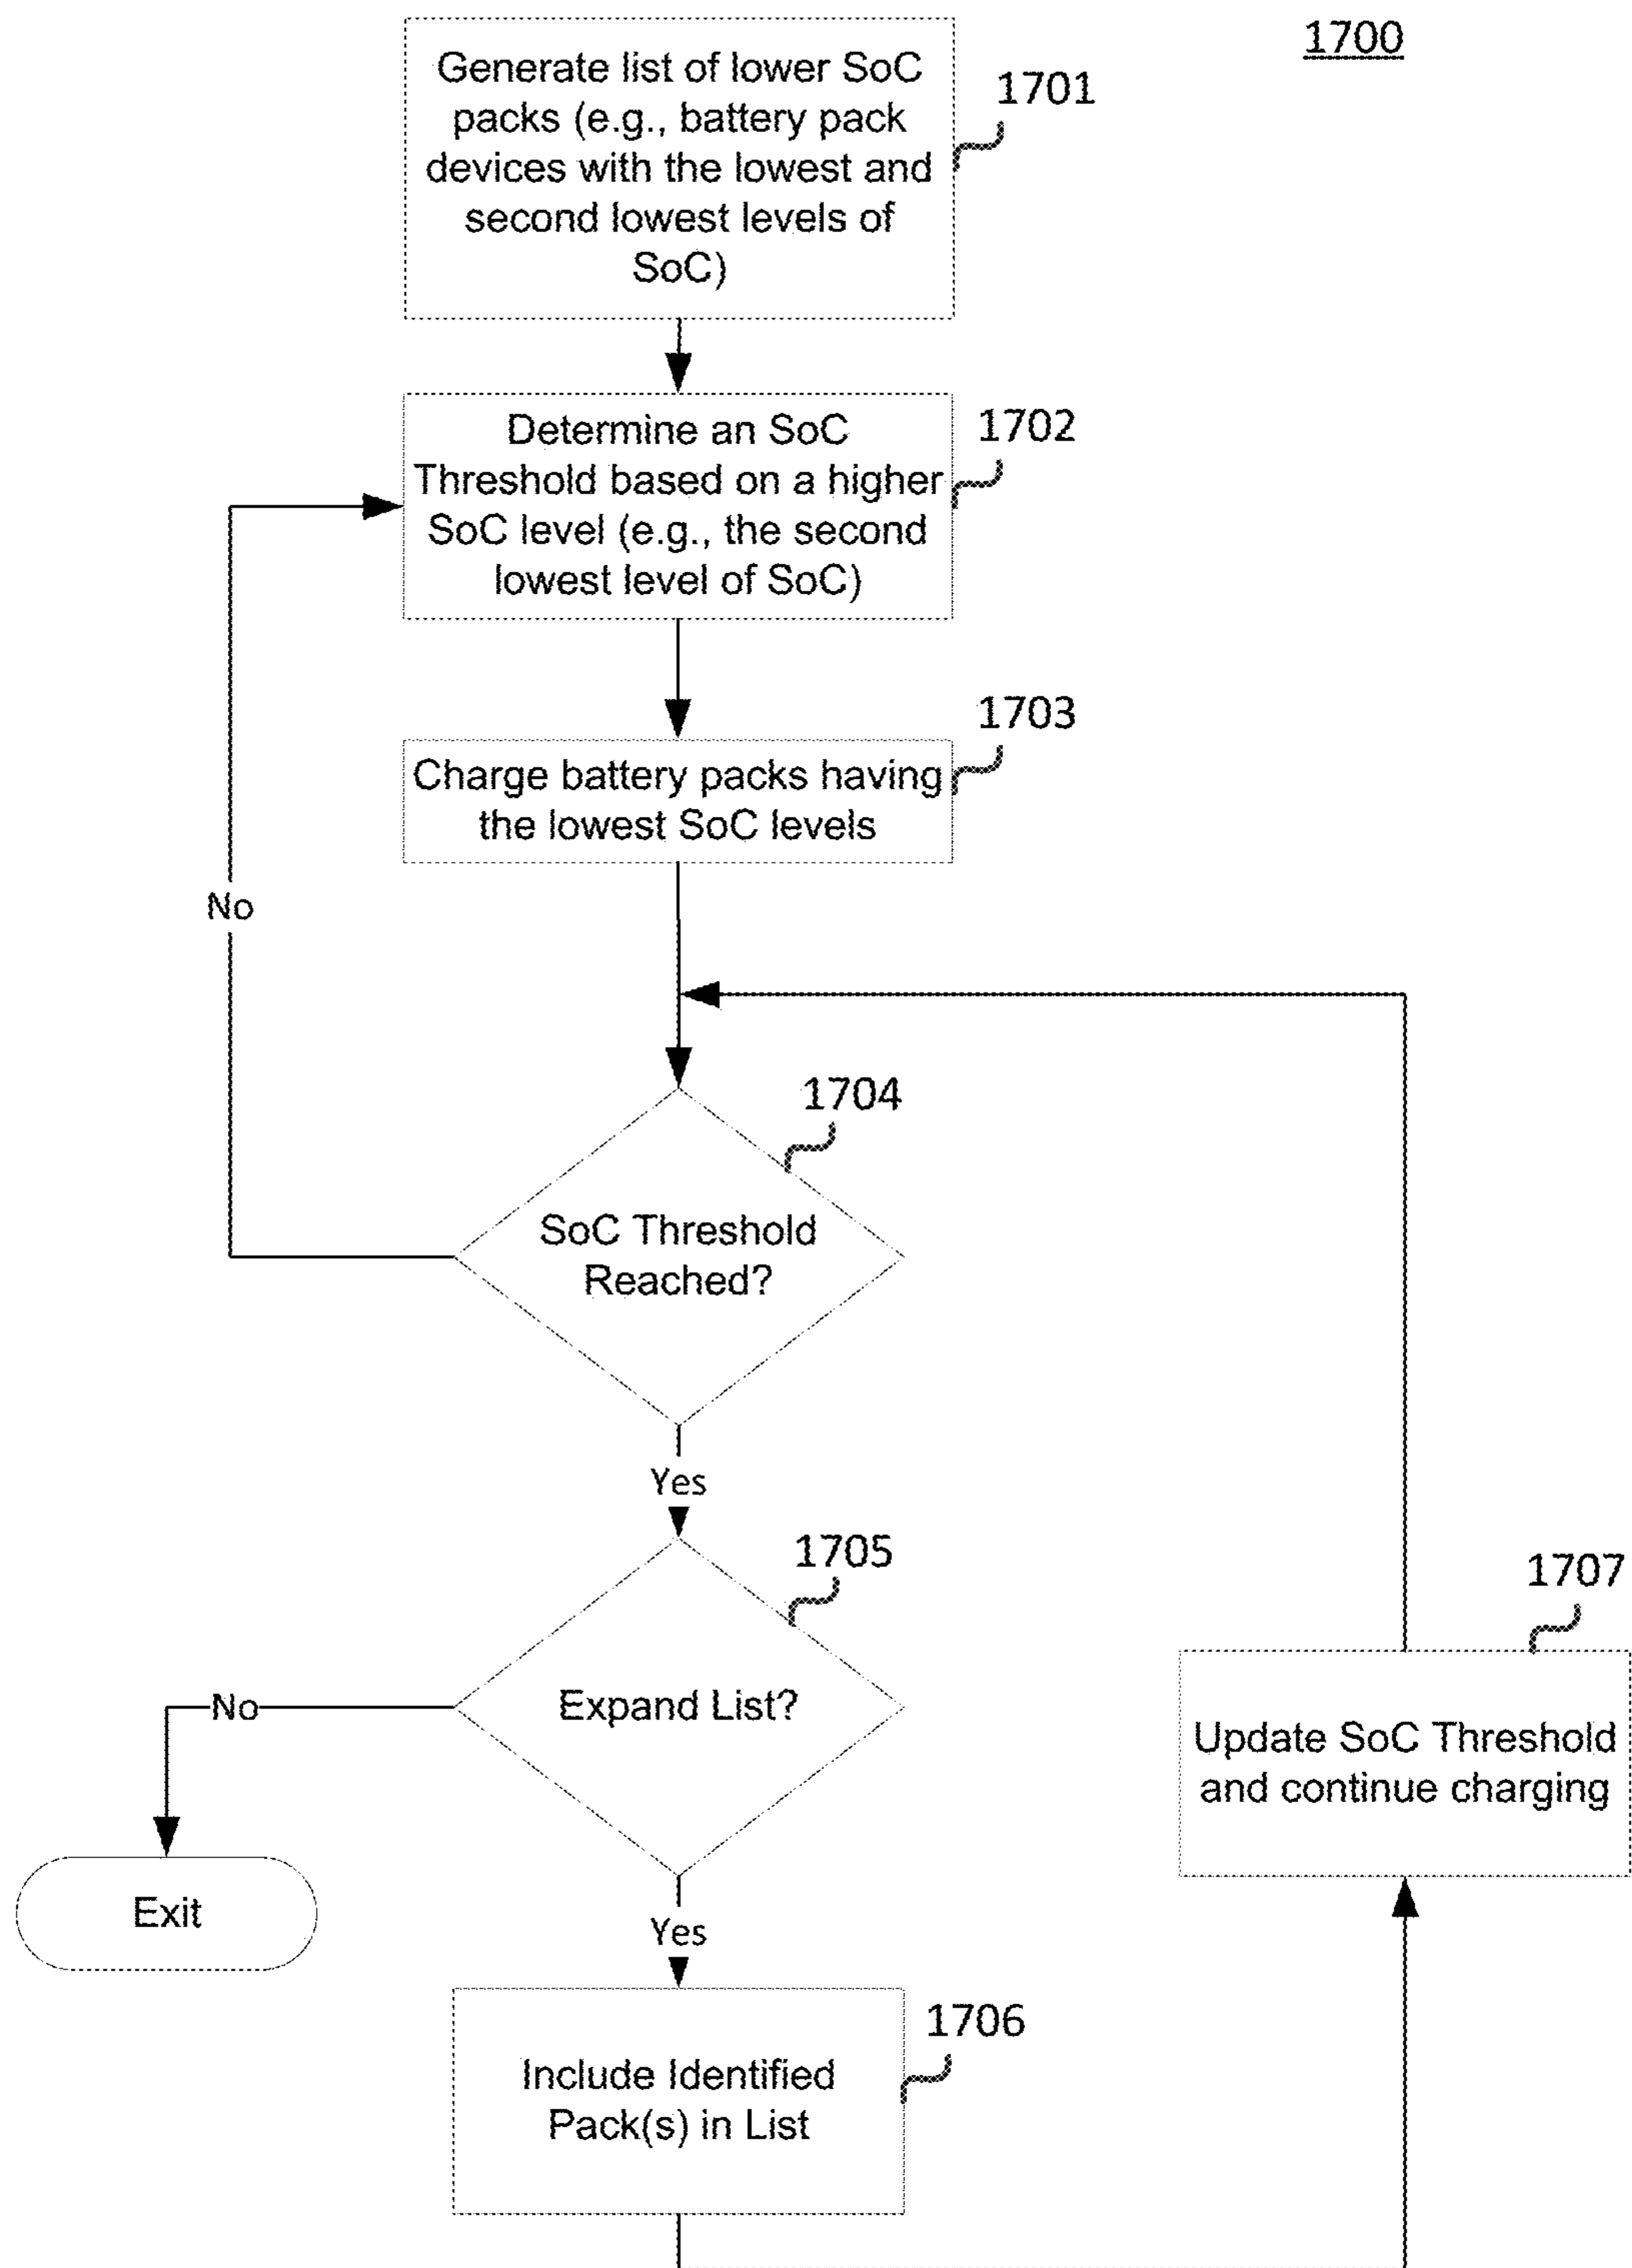 1700
Generate list of lower SoC
packs (e.g., battery pack
devices with the lowest and
second lowest levels of
SoC)
1701
Determine an SoC
Threshold based on a higher
SoC level (e.g., the second
lowest level of SoC)
1702
Charge battery packs having
the lowest SoC levels
1703
No
1704
SoC Threshold
Reached?
Yes
1705
Expand List?
No
Exit
Yes
1706
Include Identified
Pack(s) in List
1707
Update SoC Threshold
and continue charging